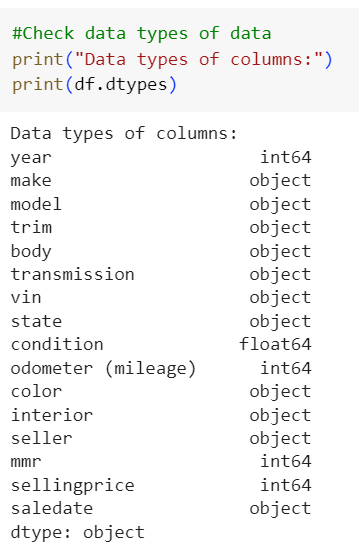 #Check data types of data
print("Data types of columns:")
print(df.dtypes)
Data types of columns:
year int64
make object
model object
trim object
body object
transmission object
vin object
state object
condition float64
odometer (mileage) int64
color object
interior object
seller object
mmr int64
sellingprice int64
saledate object
dtype: object